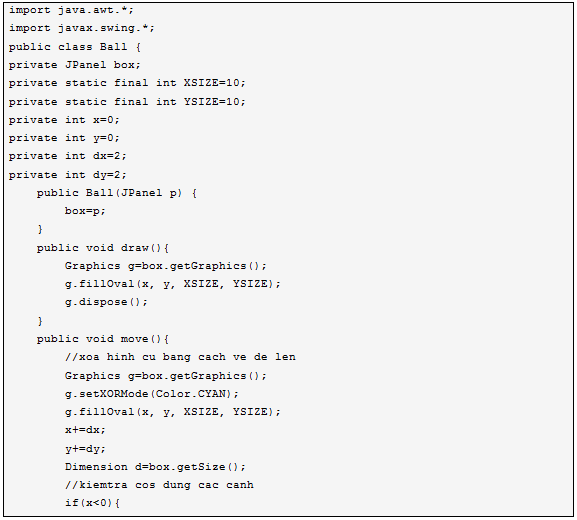 import java.awt.*;
import javax.swing.*;
public class Ball {
private JPanel box;
private static final int XSIZE=10;
private static final int YSIZE=10;
private int x=0;
private int y=0;
private int dx=2;
private int dy=2;
    public Ball(JPanel p) {
        box=p;
    }
    public void draw(){
        Graphics g=box.getGraphics();
        g.fillOval(x, y, XSIZE, YSIZE);
        g.dispose();
    }
    public void move(){
        //xoa hinh cu bang cach ve de len
        Graphics g=box.getGraphics();
        g.setXORMode(Color.CYAN);
        g.fillOval(x, y, XSIZE, YSIZE);
        x+=dx;
        y+=dy;
        Dimension d=box.getSize();
        //kiemtra cos dung cac canh
        if(x<0){